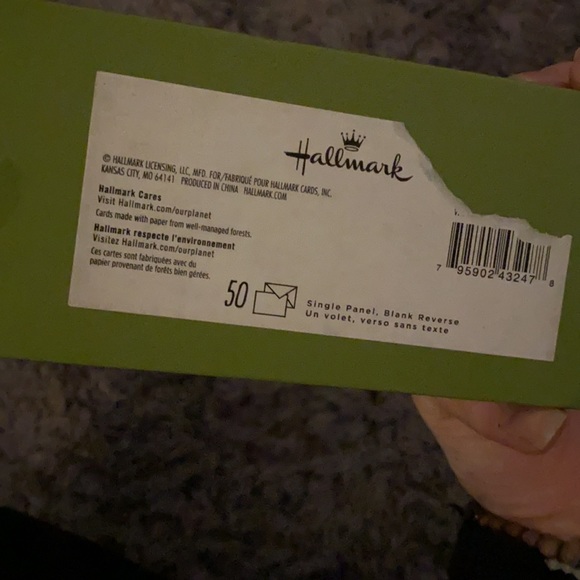 Hallmark
© HALLMARK LICENSING, LLC, MFD. FOR/FABRIQUÉ POUR HALLMARK CARDS, INC.
KANSAS CITY, MO 64141 PRODUCED IN CHINA HALLMARK.COM
Hallmark Cares
Visit Hallmark.com/ourplanet
Cards made with paper from well-managed forests.
Hallmark respecte l'environnement
Visitez Hallmark.com/ourplanet
Ces cartes sont fabriquées avec du
papier provenant de forêts bien gérées.
7 95902 43247 8
50
Single Panel, Blank Reverse
Un volet, verso sans texte